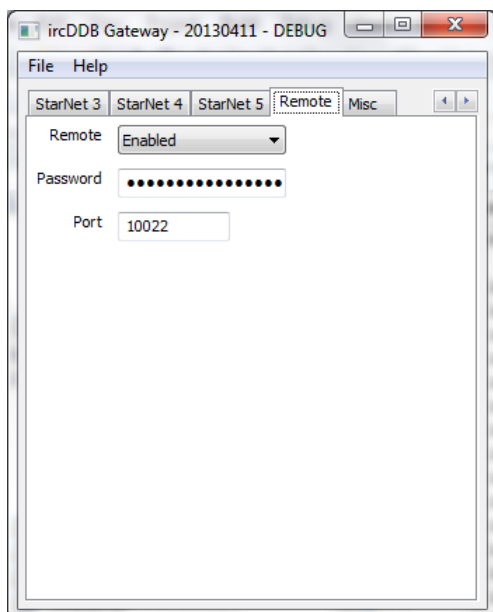 ircDDB Gateway - 20130411 - DEBUG
File Help
StarNet 3 StarNet 4 StarNet 5 Remote Misc
Remote Enabled
Password ••••••••••••••••
Port 10022